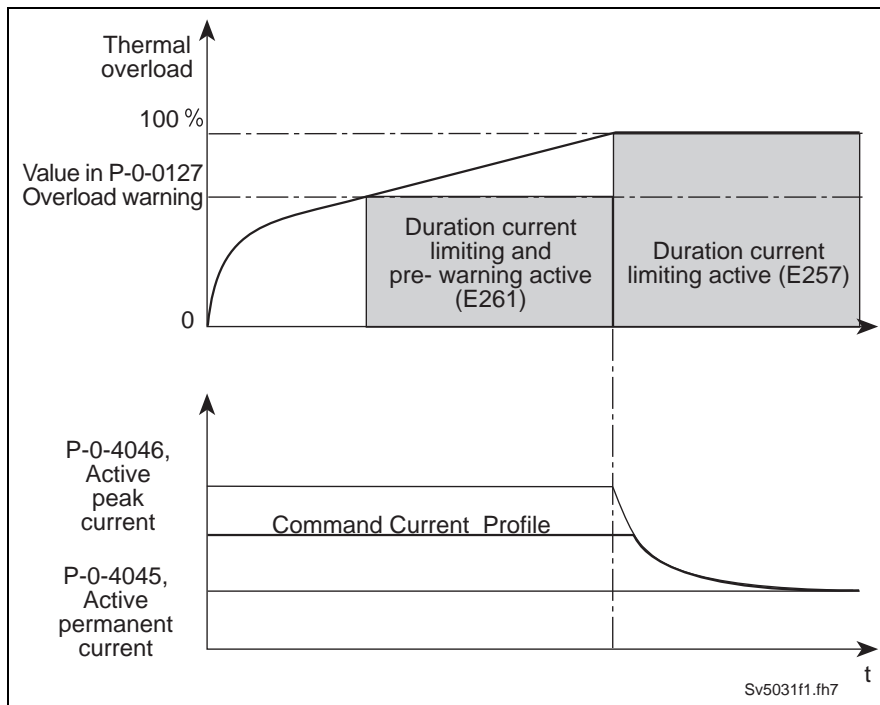 Thermal
overload
100 %
Value in P-0-0127
Overload warning
0
Duration current
limiting and
pre- warning active
(E261)
Duration current
limiting active (E257)
P-0-4046,
Active
peak
current
Command Current Profile
P-0-4045,
Active
permanent
current
t
Sv5031f1.fh7